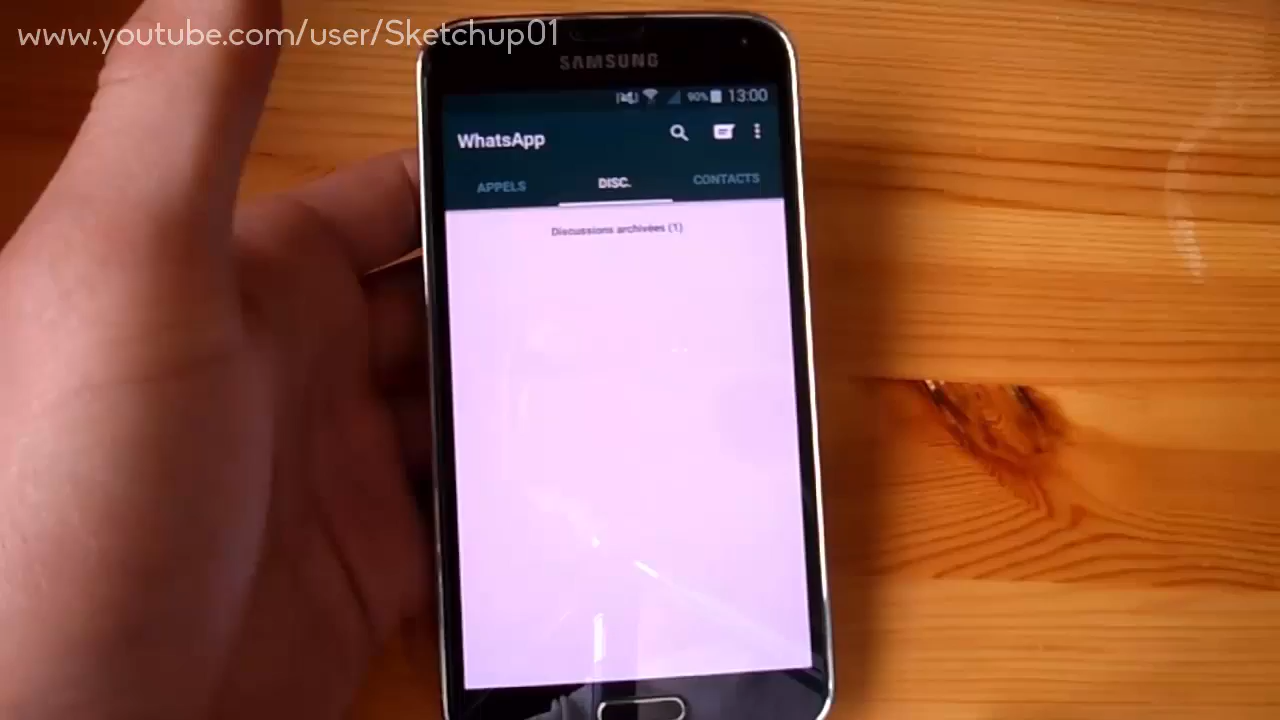 www.youtube.com/user/Sketchup01
SAMSUNG
90% 13:00
WhatsApp
APPELS DISC. CONTACTS
Discussions archivées (1)